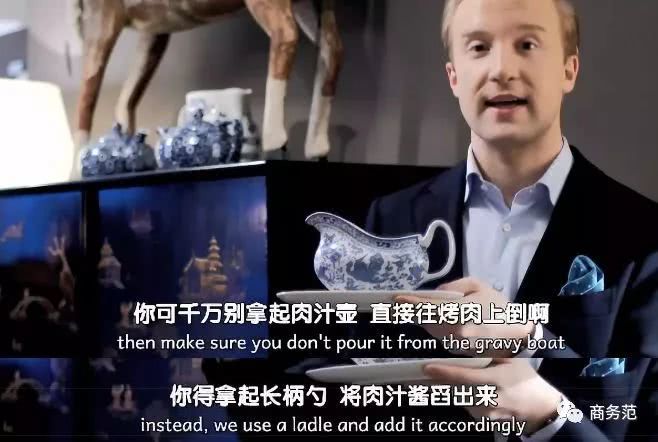 你可千万别拿起肉汁壶 直接往烤肉上倒啊
then make sure you don't pour it from the gravy boat
你得拿起长柄勺 将肉汁酱舀出来
instead, we use a ladle and add it accordingly
商务范